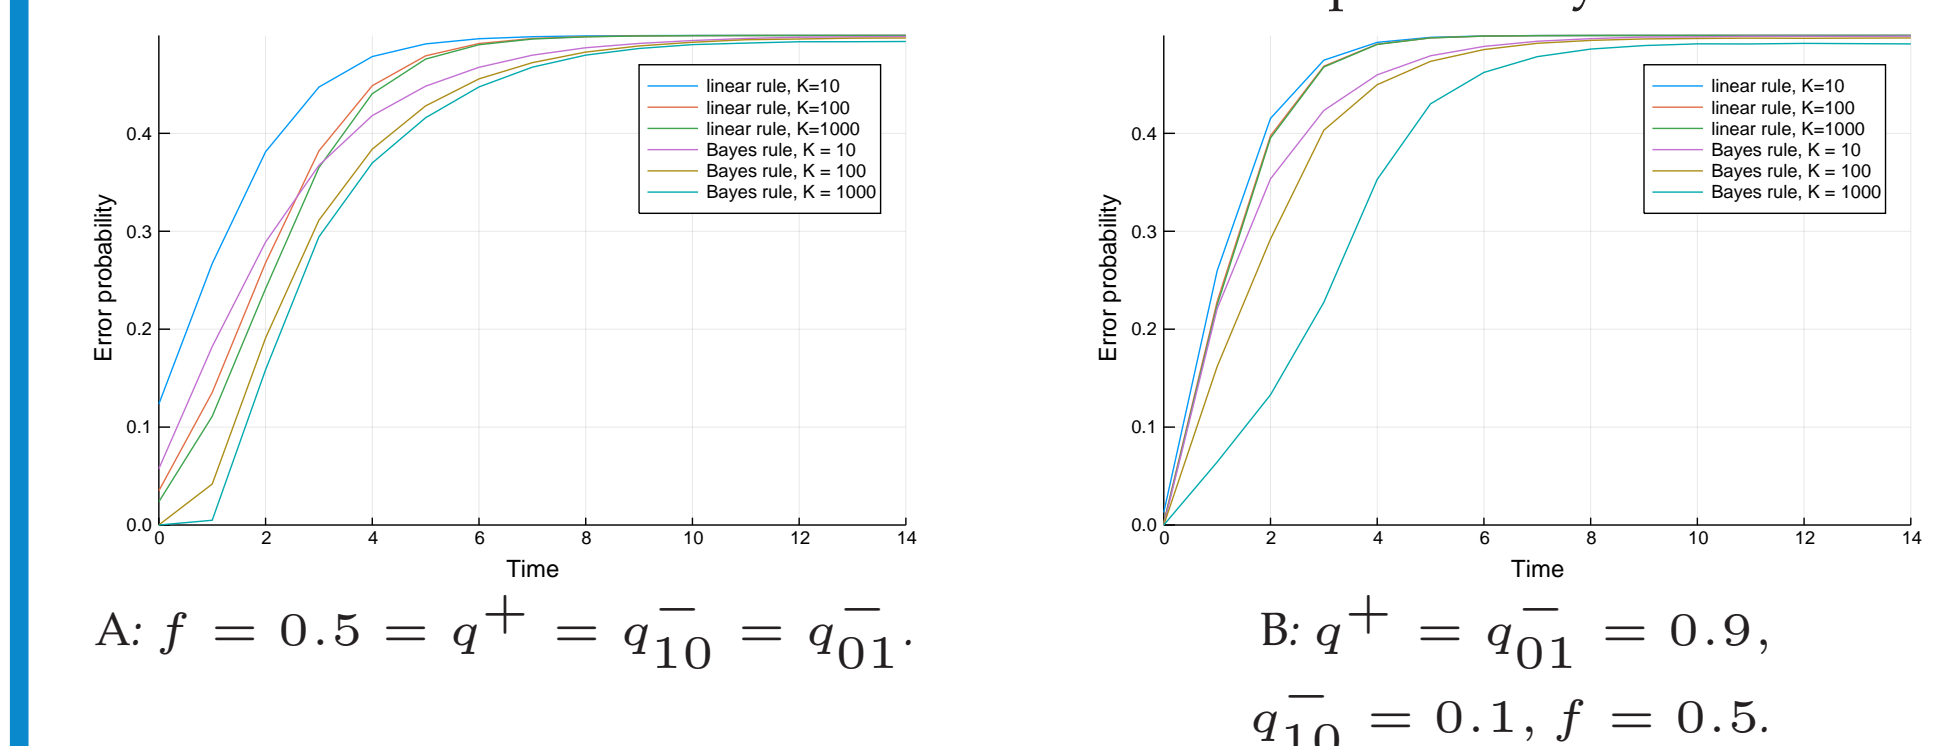 0.4
0.3
0.2
0.1
0.0
0 2 4 6 8 10 12 14
Error probability
Time
linear rule, K=10
linear rule, K=100
linear rule, K=1000
Bayes rule, K = 10
Bayes rule, K = 100
Bayes rule, K = 1000
A: f = 0.5 = q⁺ = q⁻₁₀ = q⁻₀₁.
0.4
0.3
0.2
0.1
0.0
0 2 4 6 8 10 12 14
Error probability
Time
linear rule, K=10
linear rule, K=100
linear rule, K=1000
Bayes rule, K = 10
Bayes rule, K = 100
Bayes rule, K = 1000
B: q⁺ = q⁻₀₁ = 0.9,
q⁻₁₀ = 0.1, f = 0.5.